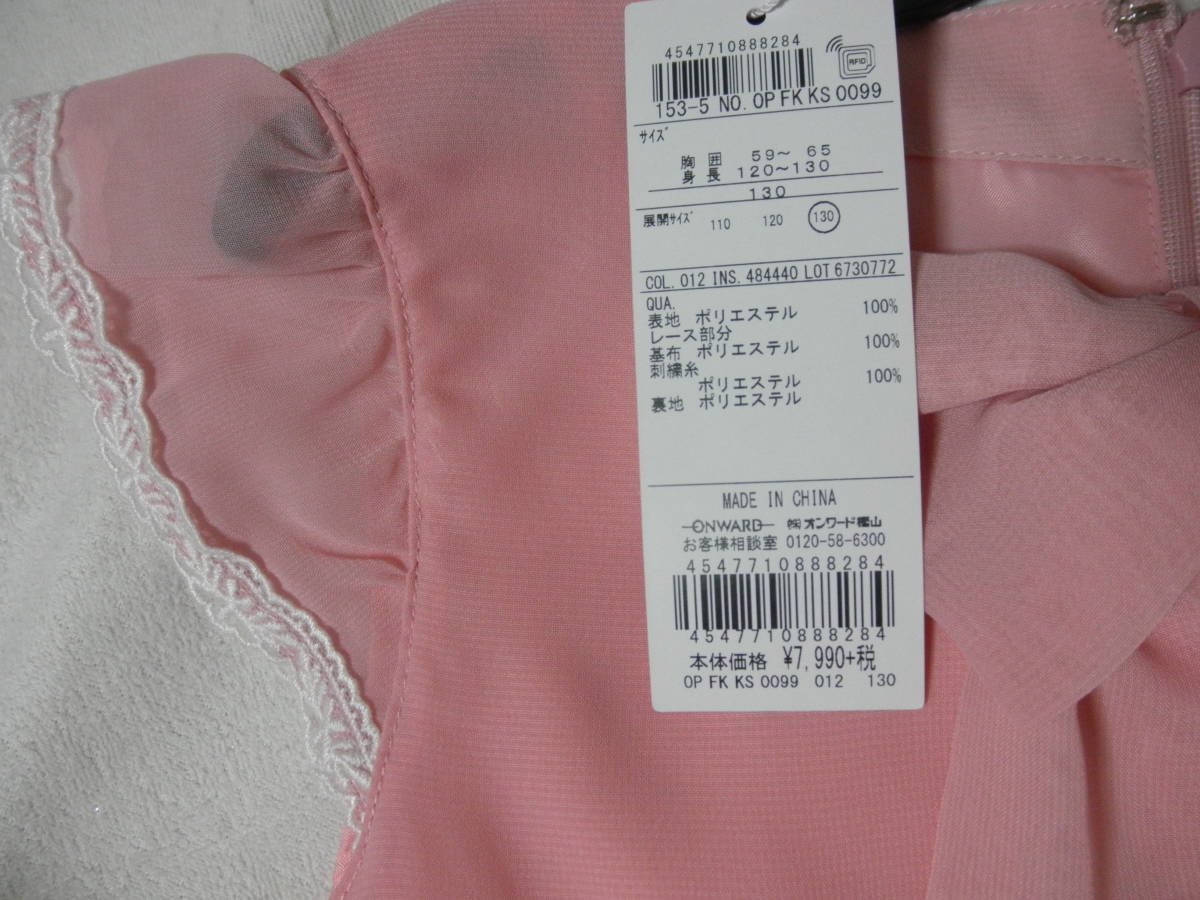 4547710888284
RFID
153-5 NO. OP FK KS 0099
サイズ
胸 囲 59～ 65
身 長 120～130
130
展開サイズ 110 120 130
COL. 012 INS. 484440 LOT 6730772
QUA.
表地 ポリエステル 100%
レース部分
基布 ポリエステル 100%
刺繍糸
ポリエステル 100%
裏地 ポリエステル
MADE IN CHINA
ONWARD ㈱オンワード樫山
お客様相談室 0120-58-6300
4547710888284
4547710888284
本体価格 ¥7,990+税
OP FK KS 0099 012 130